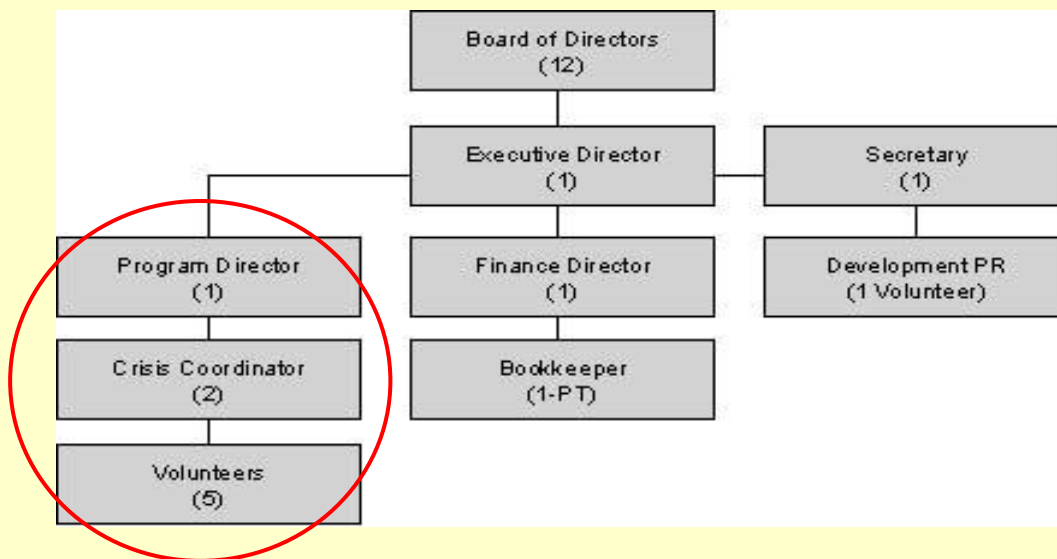 Board of Directors
(12)
Executive Director
(1)
Secretary
(1)
Program Director
(1)
Finance Director
(1)
Development PR
(1 Volunteer)
Crisis Coordinator
(2)
Bookkeeper
(1-PT)
Volunteers
(5)